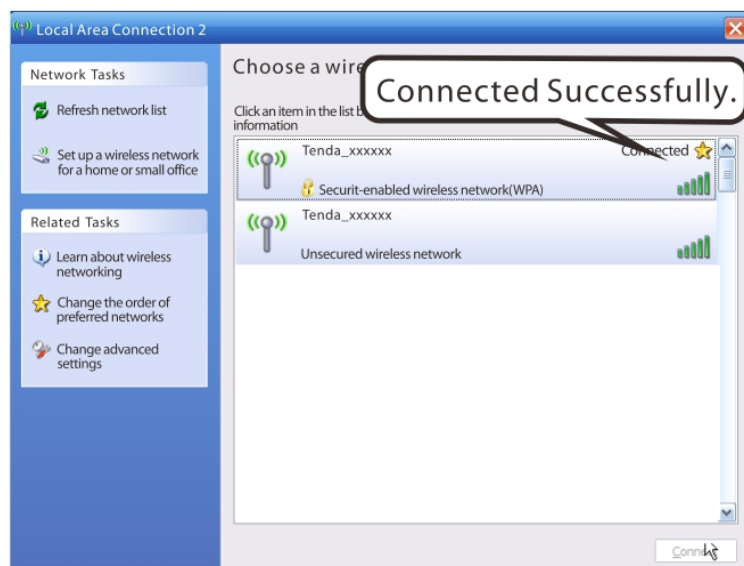 Local Area Connection 2
Network Tasks
Refresh network list
Set up a wireless network
for a home or small office
Related Tasks
Learn about wireless
networking
Change the order of
preferred networks
Change advanced
settings
Choose a wire
Connected Successfully.
Click an item in the list
information
Tenda_xxxxxx
Connected
Securit-enabled wireless network(WPA)
Tenda_xxxxxx
Unsecured wireless network